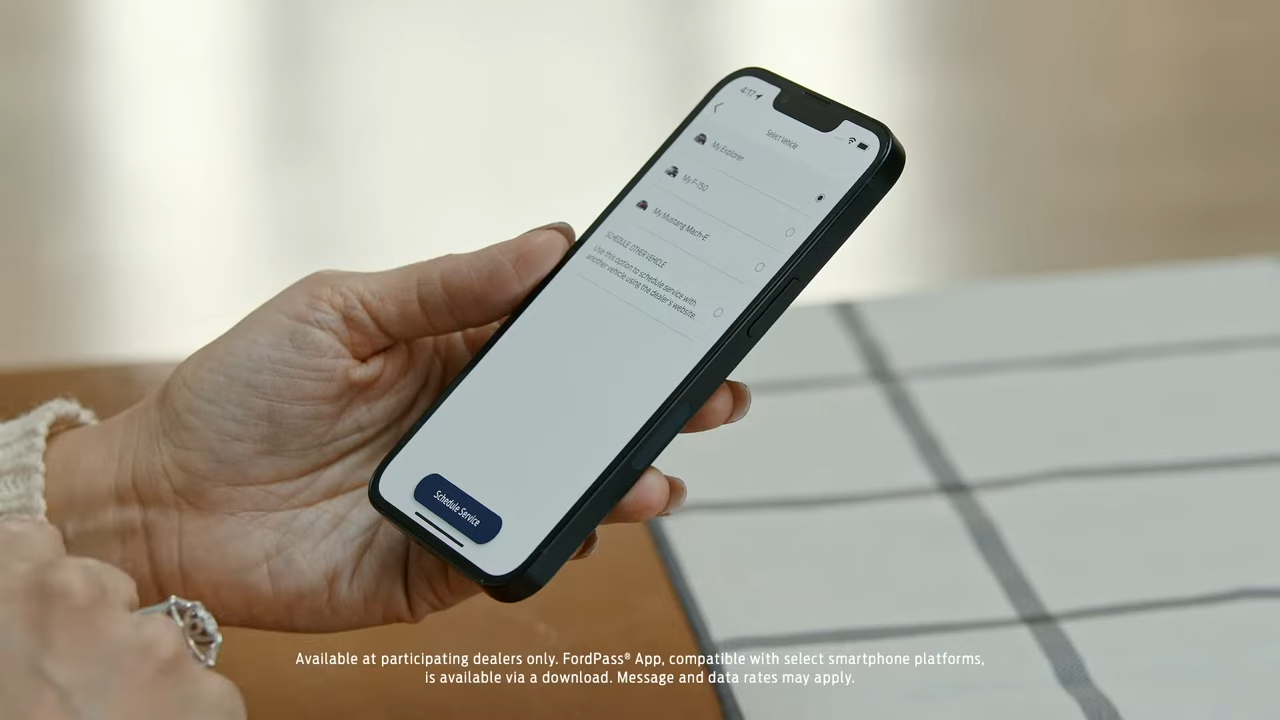 4:17
Select Vehicle
My Explorer
My F-150
My Mustang Mach-E
SCHEDULE OTHER VEHICLE
Use this option to schedule service with
another vehicle using the dealer's website.
Schedule Service
Available at participating dealers only. FordPass® App, compatible with select smartphone platforms,
is available via a download. Message and data rates may apply.